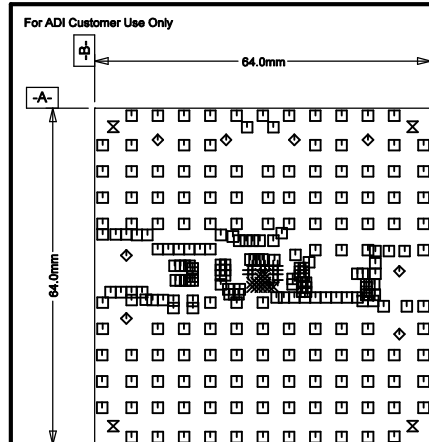 For ADI Customer Use Only
-B-
64.0mm
-A-
64.0mm